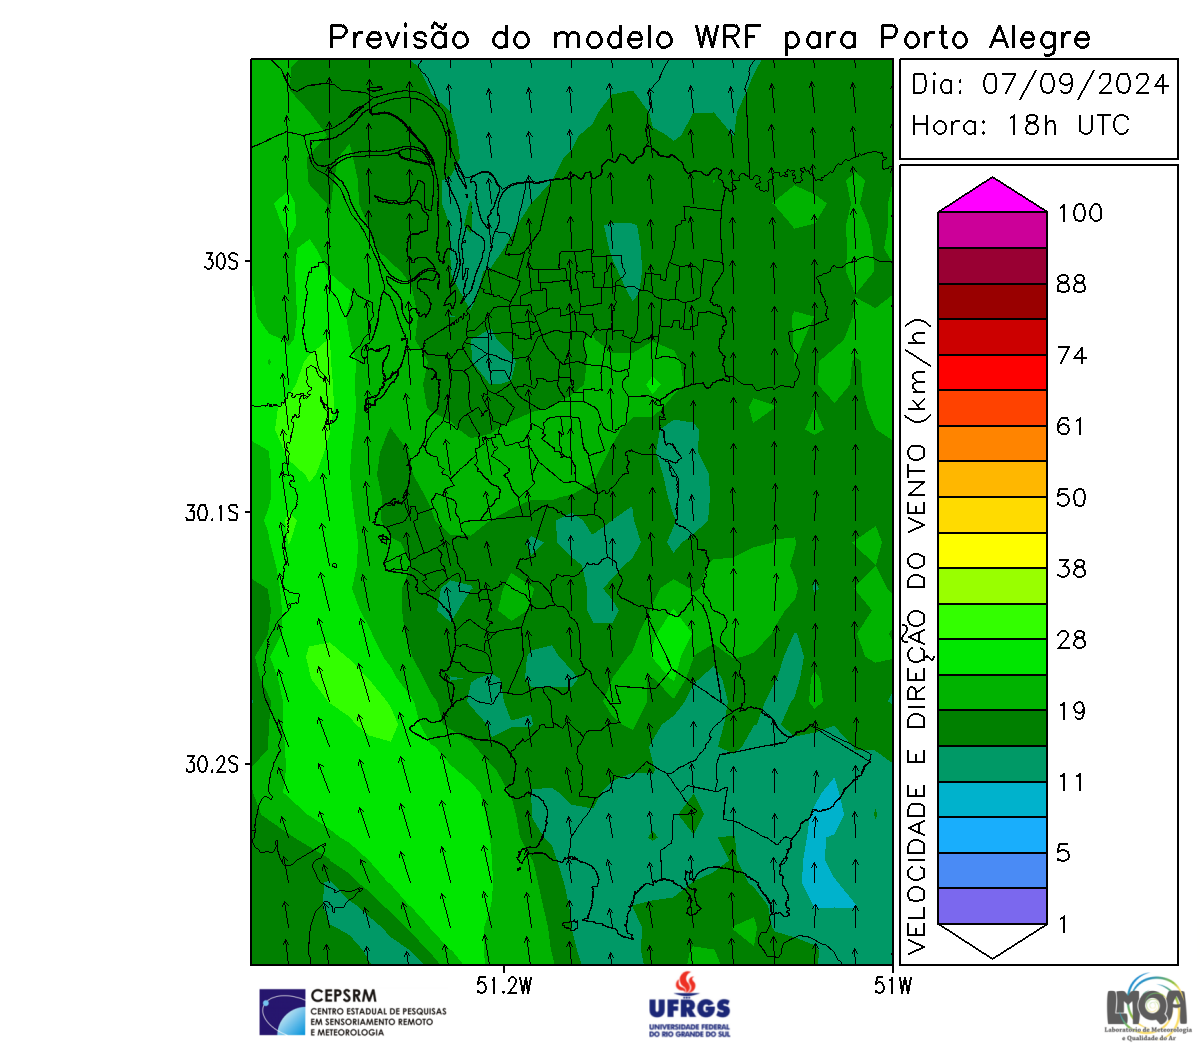 Previsão do modelo WRF para Porto Alegre
Dia: 07/09/2024
Hora: 18h UTC
30S
30.1S
30.2S
51.2W
51W
VELOCIDADE E DIREÇÃO DO VENTO (km/h)
100
88
74
61
50
38
28
19
11
5
1
CEPSRM
CENTRO ESTADUAL DE PESQUISAS
EM SENSORIAMENTO REMOTO
E METEOROLOGIA
UFRGS
UNIVERSIDADE FEDERAL
DO RIO GRANDE DO SUL
LMQA
Laboratório de Meteorologia
e Qualidade do Ar